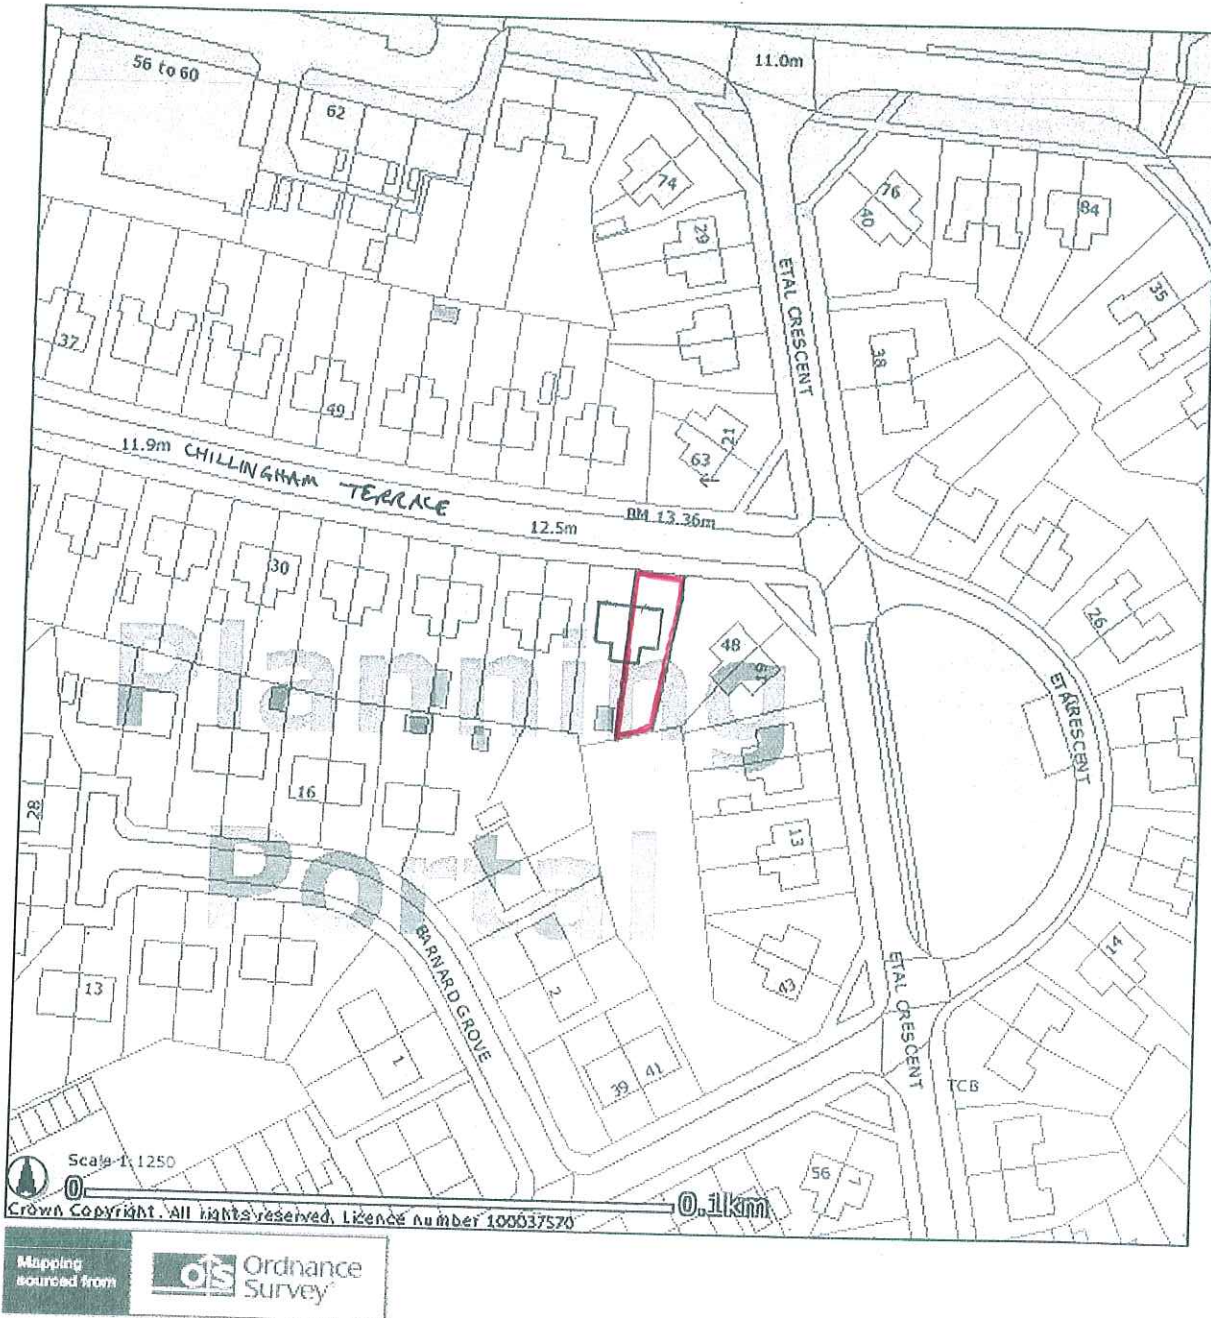 56 to 60
62
11.0m
74
76
40
84
29
35
ETAL CRESCENT
37
38
49
21
63
11.9m CHILLINGHAM TERRACE
12.5m
BM 13.36m
30
26
48
19
ETAL CRESCENT
16
28
13
BARNARD GROVE
ETAL CRESCENT
14
2
43
13
1
39
41
TCB
56
1
Planning
Portal
Scale 1:1250
0
0.1km
Crown Copyright. All rights reserved. Licence number 100037570
Mapping
sourced from
OS Ordnance
Survey